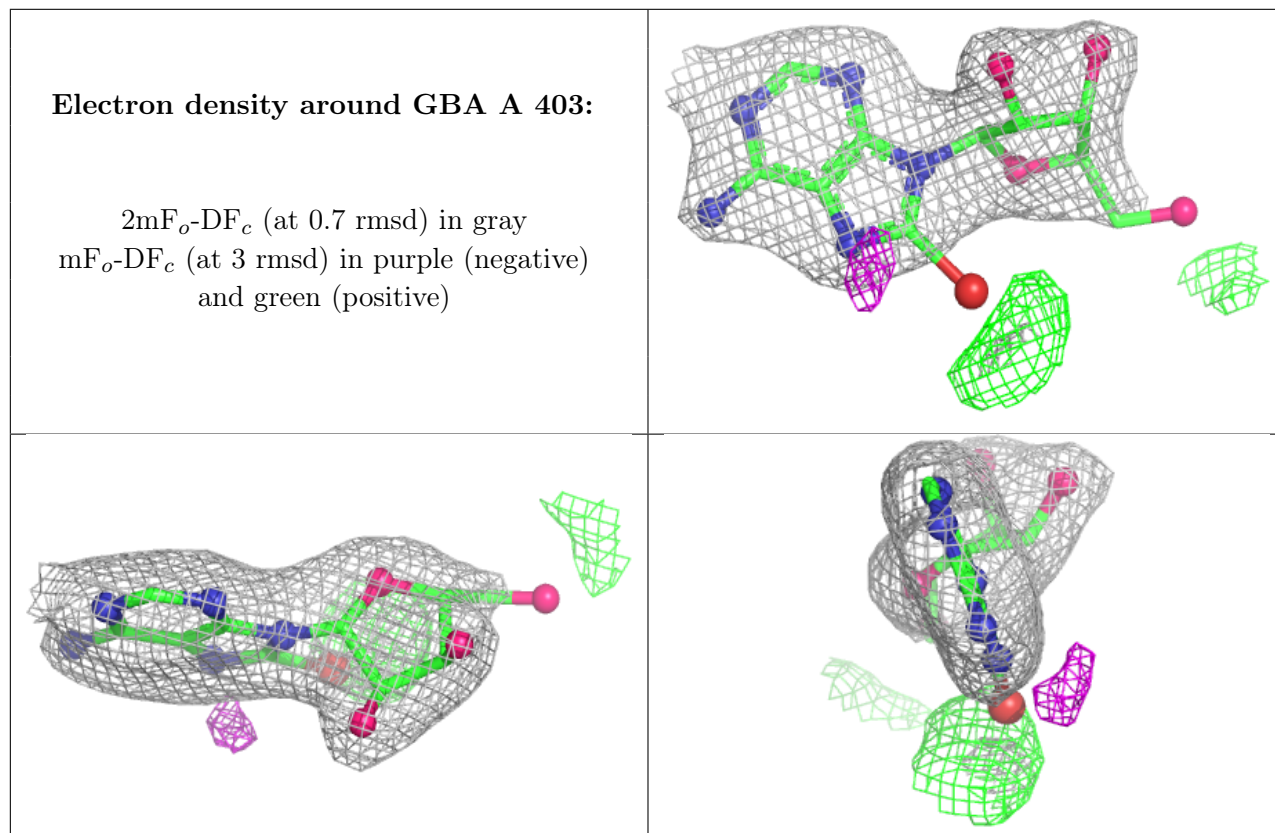 Electron density around GBA A 403:
2mFₒ-DF𝒸 (at 0.7 rmsd) in gray
mFₒ-DF𝒸 (at 3 rmsd) in purple (negative)
and green (positive)